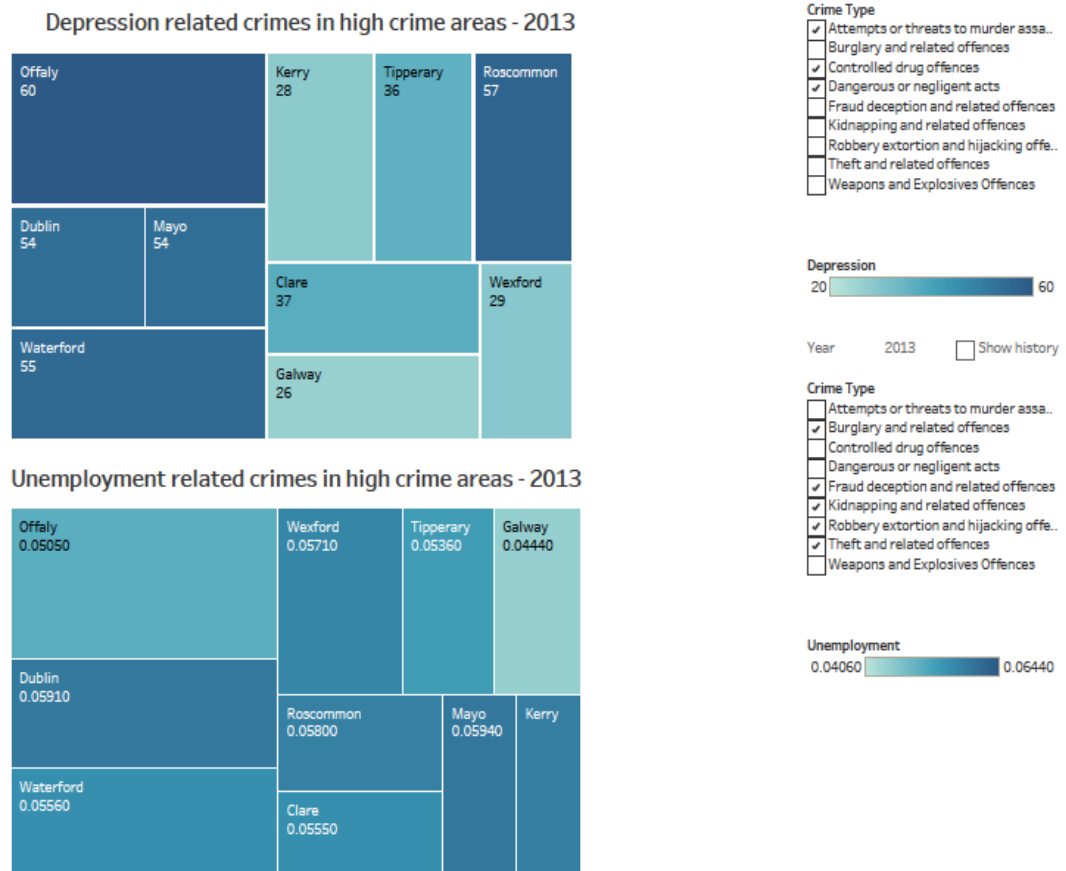 Depression related crimes in high crime areas - 2013
Offaly
60
Kerry
28
Tipperary
36
Roscommon
57
Dublin
54
Mayo
54
Clare
37
Wexford
29
Waterford
55
Galway
26
Unemployment related crimes in high crime areas - 2013
Offaly
0.05050
Wexford
0.05710
Tipperary
0.05360
Galway
0.04440
Dublin
0.05910
Roscommon
0.05800
Mayo
0.05940
Kerry
Waterford
0.05560
Clare
0.05550
Crime Type
Attempts or threats to murder assa..
Burglary and related offences
Controlled drug offences
Dangerous or negligent acts
Fraud deception and related offences
Kidnapping and related offences
Robbery extortion and hijacking offe..
Theft and related offences
Weapons and Explosives Offences
Depression
20 60
Year 2013 Show history
Crime Type
Attempts or threats to murder assa..
Burglary and related offences
Controlled drug offences
Dangerous or negligent acts
Fraud deception and related offences
Kidnapping and related offences
Robbery extortion and hijacking offe..
Theft and related offences
Weapons and Explosives Offences
Unemployment
0.04060 0.06440